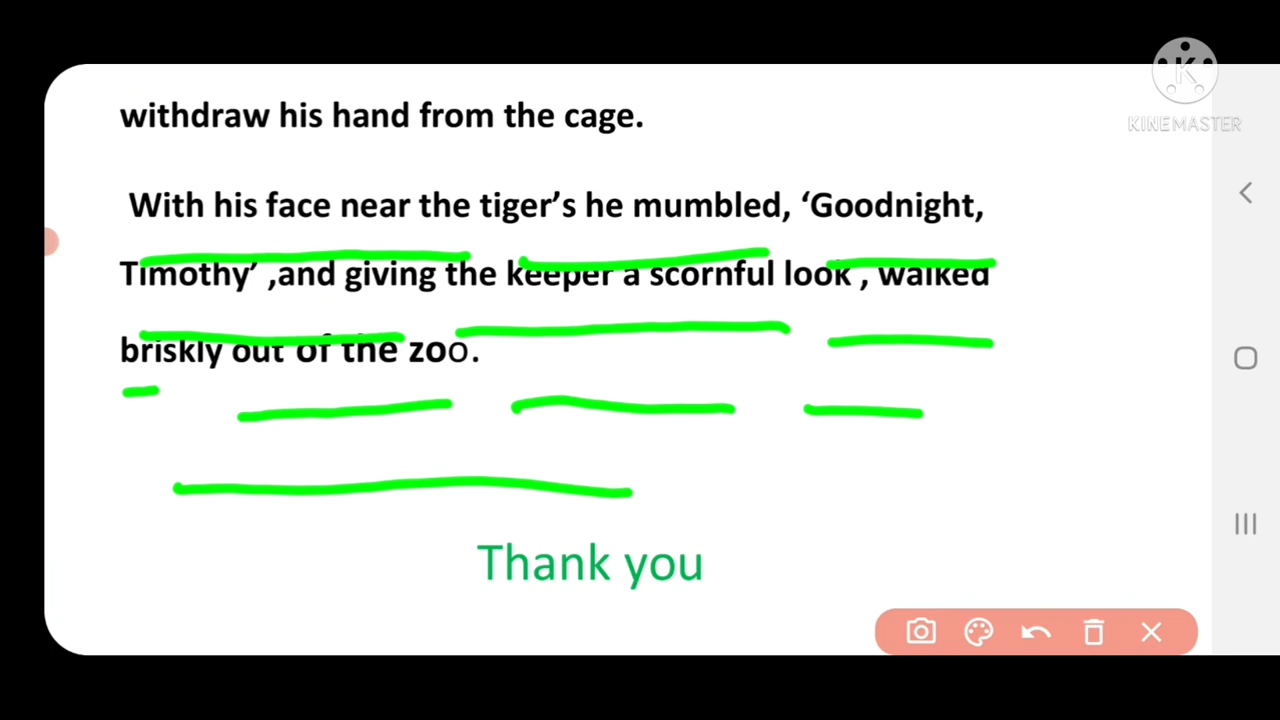 KINEMASTER
withdraw his hand from the cage.
With his face near the tiger's he mumbled, ‘Goodnight,
Timothy’ ,and giving the keeper a scornful look , walked
briskly out of the zoo.
Thank you